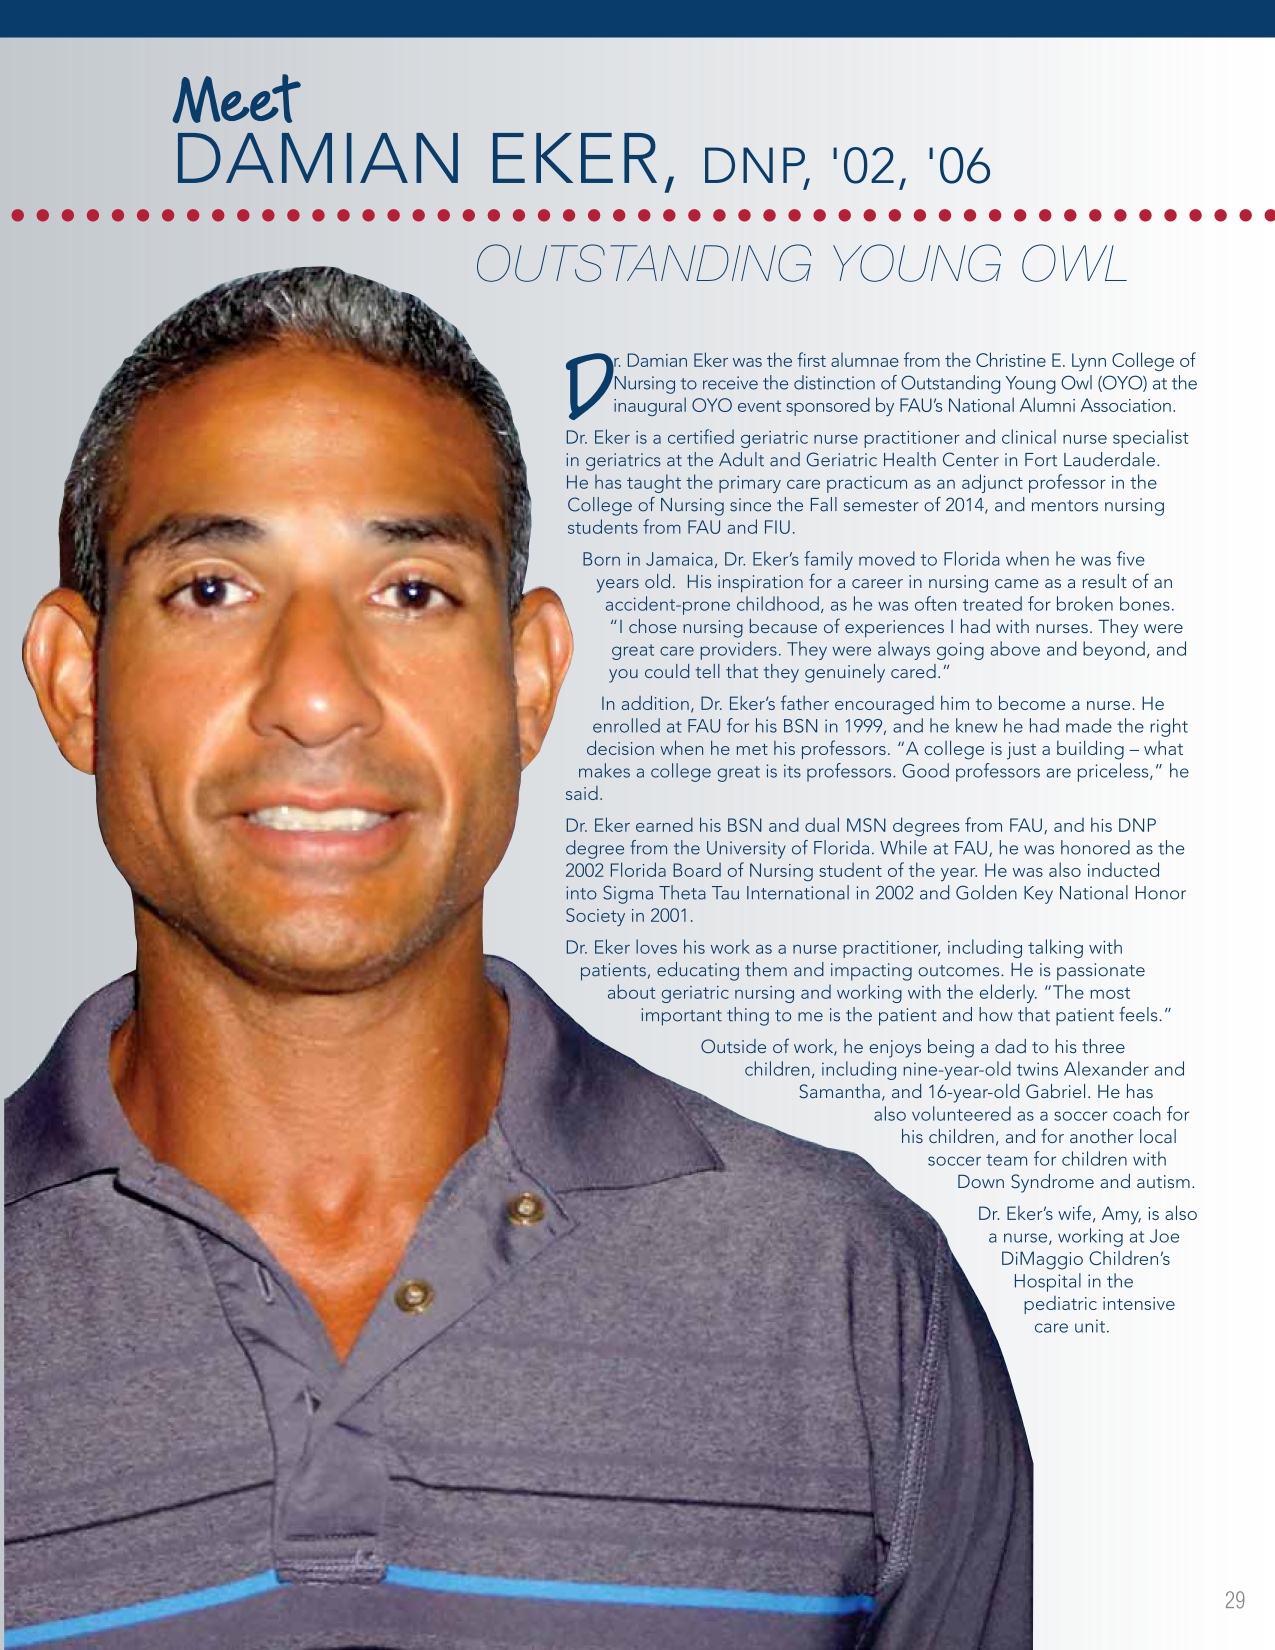 Meet
DAMIAN EKER, DNP, '02, '06
OUTSTANDING YOUNG OWL
Dr. Damian Eker was the first alumnae from the Christine E. Lynn College of
Nursing to receive the distinction of Outstanding Young Owl (OYO) at the
inaugural OYO event sponsored by FAU’s National Alumni Association.
Dr. Eker is a certified geriatric nurse practitioner and clinical nurse specialist
in geriatrics at the Adult and Geriatric Health Center in Fort Lauderdale.
He has taught the primary care practicum as an adjunct professor in the
College of Nursing since the Fall semester of 2014, and mentors nursing
students from FAU and FIU.
Born in Jamaica, Dr. Eker’s family moved to Florida when he was five
years old.  His inspiration for a career in nursing came as a result of an
accident-prone childhood, as he was often treated for broken bones.
“I chose nursing because of experiences I had with nurses. They were
great care providers. They were always going above and beyond, and
you could tell that they genuinely cared.”
In addition, Dr. Eker’s father encouraged him to become a nurse. He
enrolled at FAU for his BSN in 1999, and he knew he had made the right
decision when he met his professors. “A college is just a building – what
makes a college great is its professors. Good professors are priceless,” he
said.
Dr. Eker earned his BSN and dual MSN degrees from FAU, and his DNP
degree from the University of Florida. While at FAU, he was honored as the
2002 Florida Board of Nursing student of the year. He was also inducted
into Sigma Theta Tau International in 2002 and Golden Key National Honor
Society in 2001.
Dr. Eker loves his work as a nurse practitioner, including talking with
patients, educating them and impacting outcomes. He is passionate
about geriatric nursing and working with the elderly. “The most
important thing to me is the patient and how that patient feels.”
Outside of work, he enjoys being a dad to his three
children, including nine-year-old twins Alexander and
Samantha, and 16-year-old Gabriel. He has
also volunteered as a soccer coach for
his children, and for another local
soccer team for children with
Down Syndrome and autism.
Dr. Eker’s wife, Amy, is also
a nurse, working at Joe
DiMaggio Children’s
Hospital in the
pediatric intensive
care unit.
29